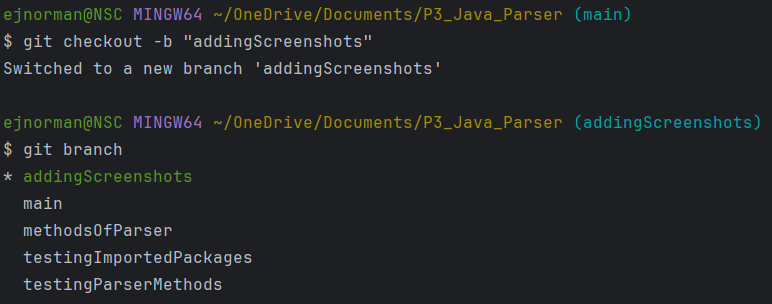 ejnorman@NSC MINGW64 ~/OneDrive/Documents/P3_Java_Parser (main)
$ git checkout -b "addingScreenshots"
Switched to a new branch 'addingScreenshots'
ejnorman@NSC MINGW64 ~/OneDrive/Documents/P3_Java_Parser (addingScreenshots)
$ git branch
* addingScreenshots
main
methodsOfParser
testingImportedPackages
testingParserMethods